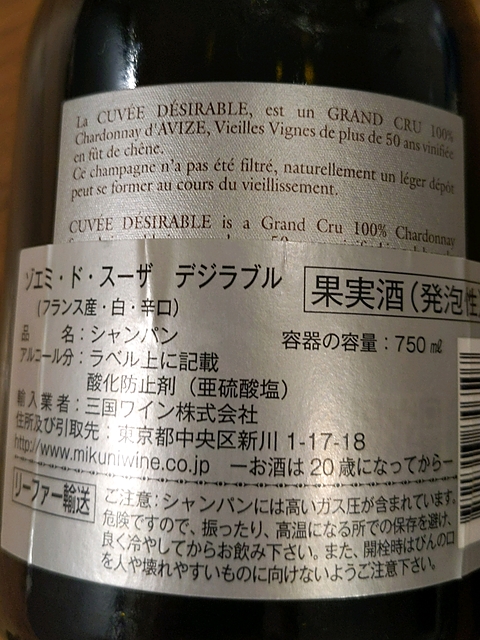 La CUVÉE DÉSIRABLE, est un GRAND CRU 100%
Chardonnay d'AVIZE, Vieilles Vignes de plus de 50 ans vinifiée
en fût de chêne.
Ce champagne n'a pas été filtré, naturellement un léger dépôt
peut se former au cours du vieillissement.
CUVÉE DÉSIRABLE is a Grand Cru 100% Chardonnay
50
ゾエミ・ド・スーザ デジラブル
果実酒(発泡性
(フランス産・白・辛口)
品 名:シャンパン
容器の容量:750㎖
アルコール分:ラベル上に記載
酸化防止剤(亜硫酸塩)
輸入業者:三国ワイン株式会社
住所及び引取先:東京都中央区新川 1-17-18
http://www.mikuniwine.co.jp ーお酒は20歳になってからー
リーファー輸送
ご注意:シャンパンには高いガス圧が含まれています。
危険ですので、振ったり、高温になる所での保存を避け、
良く冷やしてからお飲み下さい。また、開栓時はびんの口
を人や壊れやすいものに向けないようご注意下さい。